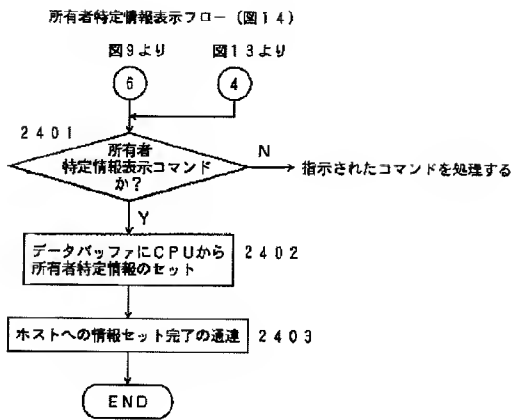 所有者特定情報表示フロー（図１４）
図９より
図１３より
６
４
２４０１
所有者
特定情報表示コマンド
か？
N
指示されたコマンドを処理する
Y
データバッファにＣＰＵから
所有者特定情報のセット
２４０２
ホストへの情報セット完了の通達
２４０３
ＥＮＤ